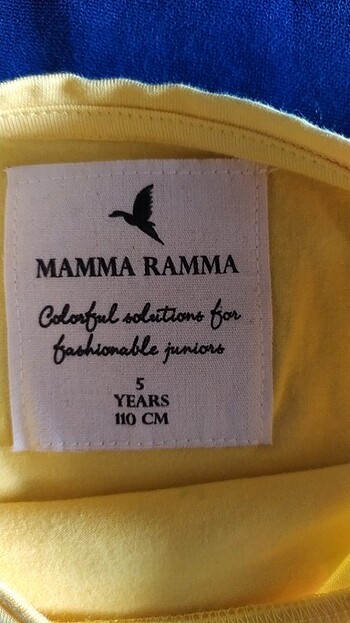 MAMMA RAMMA
Colorful solutions for
fashionable juniors
5
YEARS
110 CM